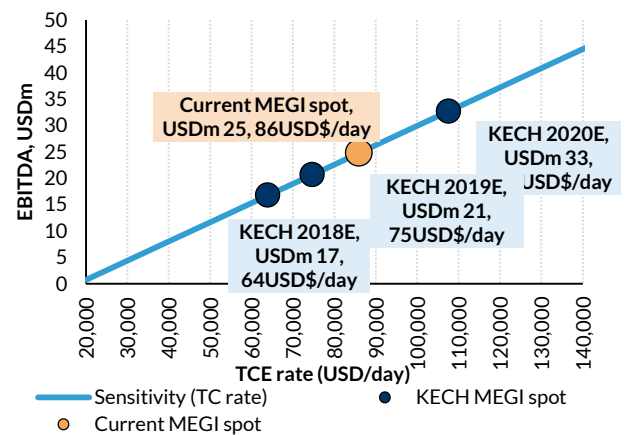 EBITDA, USDm
50
45
40
35
30
25
20
15
10
5
0
Current MEGI spot,
USDm 25, 86USD$/day
KECH 2020E,
USDm 33,
USD$/day
KECH 2019E,
USDm 21,
75USD$/day
KECH 2018E,
USDm 17,
64USD$/day
20,000
30,000
40,000
50,000
60,000
70,000
80,000
90,000
100,000
110,000
120,000
130,000
140,000
TCE rate (USD/day)
Sensitivity (TC rate)
KECH MEGI spot
Current MEGI spot